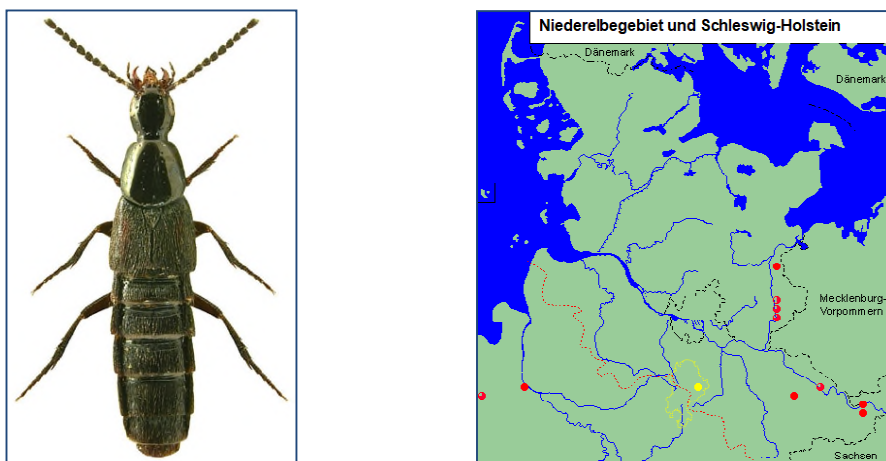 Niederelbegebiet und Schleswig-Holstein
Dänemark
Dänemark
Mecklenburg-
Vorpommern
Sachsen